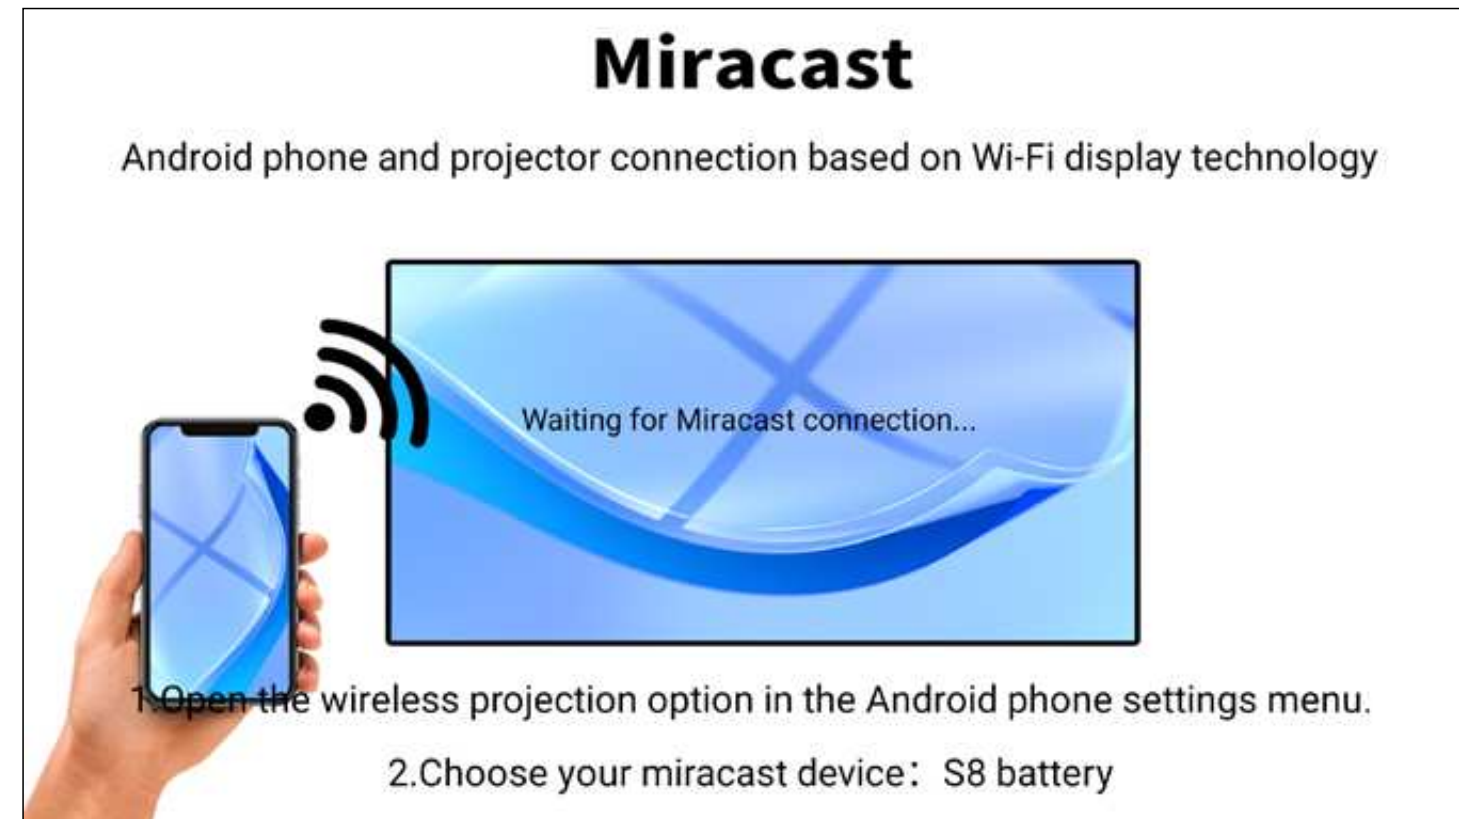 Miracast
Android phone and projector connection based on Wi-Fi display technology
Waiting for Miracast connection...
1.Open the wireless projection option in the Android phone settings menu.
2.Choose your miracast device：S8 battery